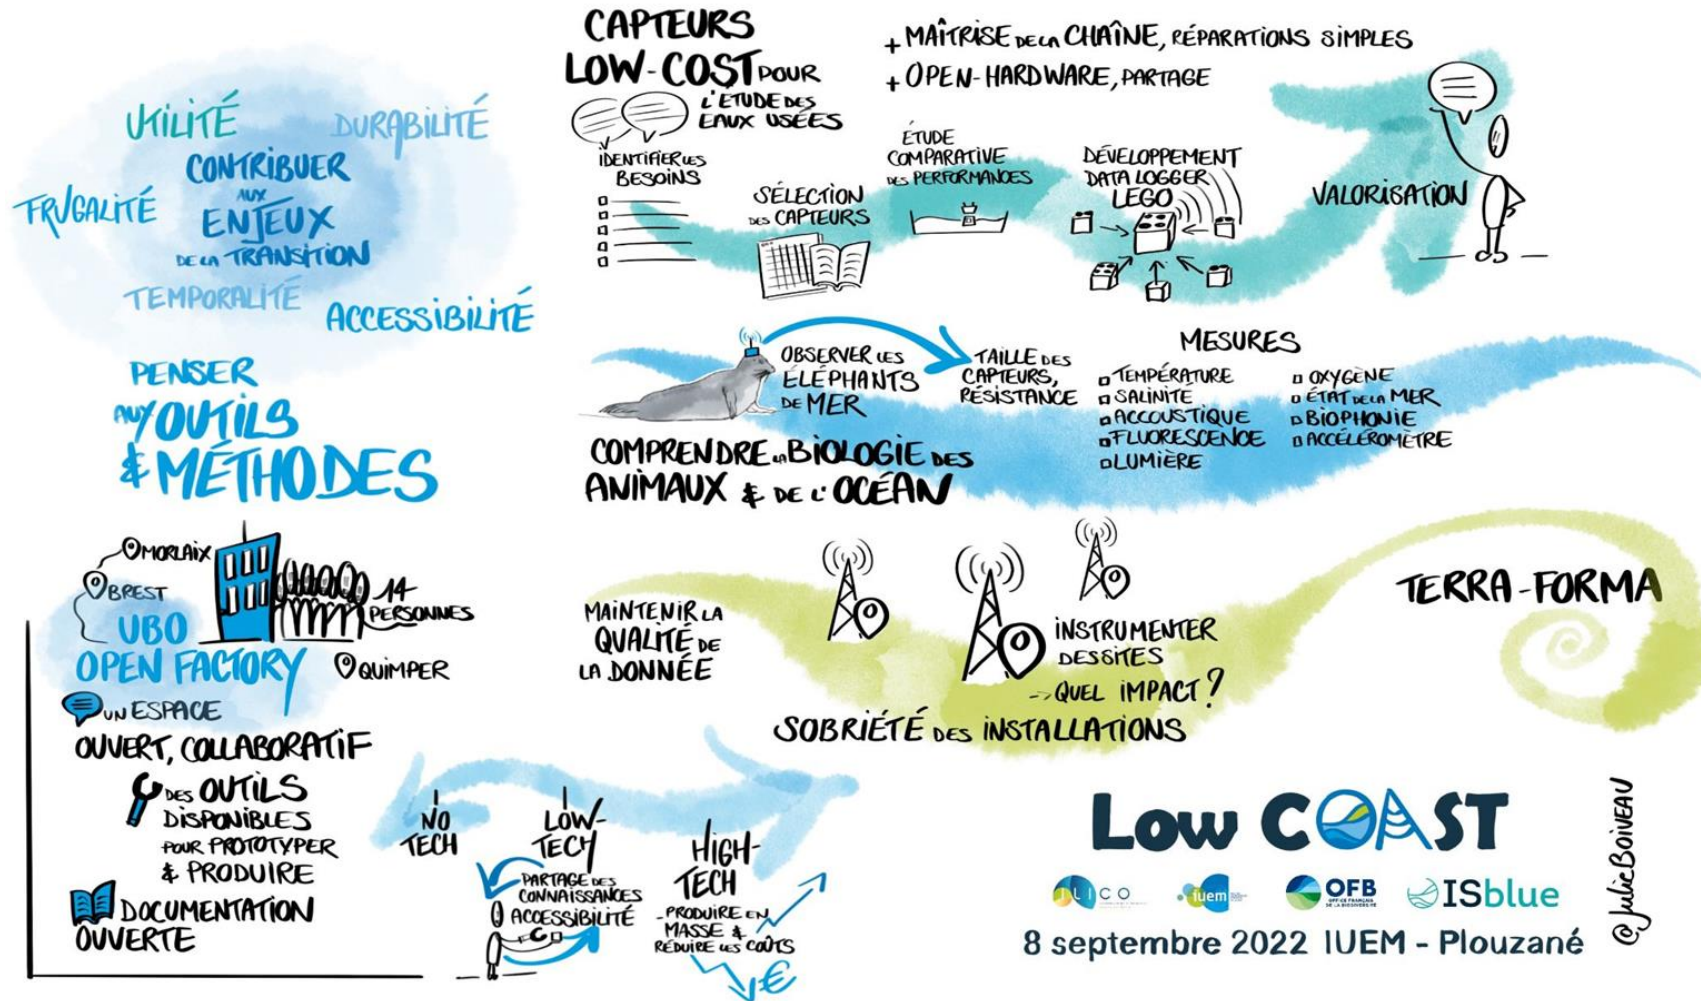 UTILITÉ
DURABILITÉ
CONTRIBUER
AUX
ENJEUX
DE LA TRANSITION
FRUGALITÉ
TEMPORALITÉ
ACCESSIBILITÉ
PENSER
AUX OUTILS
& MÉTHODES
CAPTEURS
LOW-COST POUR
L'ÉTUDE DES
EAUX USÉES
+ MAÎTRISE DE LA CHAÎNE, RÉPARATIONS SIMPLES
+ OPEN-HARDWARE, PARTAGE
IDENTIFIER LES
BESOINS
SÉLECTION
DES CAPTEURS
ÉTUDE
COMPARATIVE
DES PERFORMANCES
DÉVELOPPEMENT
DATA LOGGER
LEGO
VALORISATION
OBSERVER LES
ÉLÉPHANTS
DE MER
TAILLE DES
CAPTEURS,
RÉSISTANCE
MESURES
TEMPÉRATURE
SALINITÉ
ACCOUSTIQUE
FLUORESCENCE
LUMIÈRE
OXYGÈNE
ÉTAT DE LA MER
BIOPHONIE
ACCÉLÉROMÈTRE
COMPRENDRE LA BIOLOGIE DES
ANIMAUX & DE L'OCÉAN
MORLAIX
BREST
14
PERSONNES
UBO
OPEN FACTORY
QUIMPER
UN ESPACE
OUVERT, COLLABORATIF
DES OUTILS
DISPONIBLES
POUR PROTOTYPER
& PRODUIRE
DOCUMENTATION
OUVERTE
MAINTENIR LA
QUALITÉ DE
LA DONNÉE
INSTRUMENTER
DES SITES
-> QUEL IMPACT ?
SOBRIÉTÉ DES INSTALLATIONS
TERRA-FORMA
NO
TECH
LOW-
TECH
PARTAGE DES
CONNAISSANCES
ACCESSIBILITÉ
HIGH-
TECH
- PRODUIRE EN
MASSE &
RÉDUIRE LES COÛTS
€
Low COAST
ILICO
iuem
OFB
OFFICE FRANÇAIS
DE LA BIODIVERSITÉ
ISblue
8 septembre 2022 IUEM - Plouzané
@JulieBoiveau